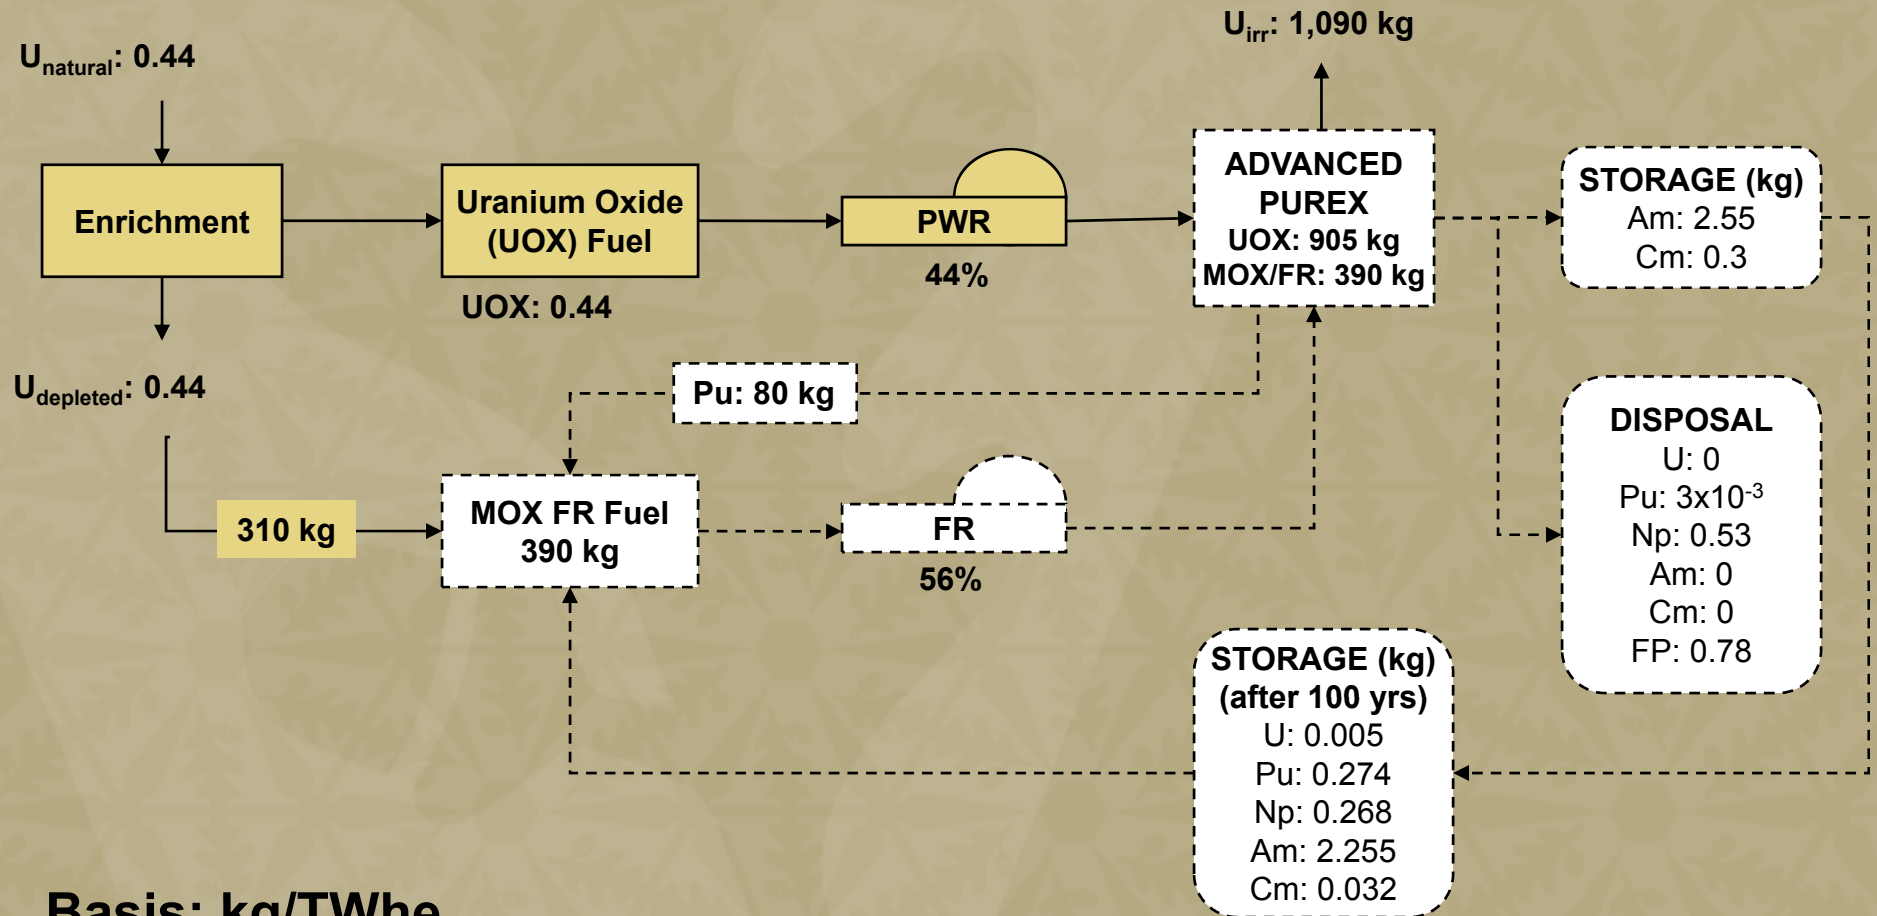 U_natural: 0.44
Enrichment
U_depleted: 0.44
Uranium Oxide
(UOX) Fuel
UOX: 0.44
PWR
44%
U_irr: 1,090 kg
ADVANCED
PUREX
UOX: 905 kg
MOX/FR: 390 kg
STORAGE (kg)
Am: 2.55
Cm: 0.3
Pu: 80 kg
310 kg
MOX FR Fuel
390 kg
FR
56%
DISPOSAL
U: 0
Pu: 3x10⁻³
Np: 0.53
Am: 0
Cm: 0
FP: 0.78
STORAGE (kg)
(after 100 yrs)
U: 0.005
Pu: 0.274
Np: 0.268
Am: 2.255
Cm: 0.032
Basis: kg/TWhe